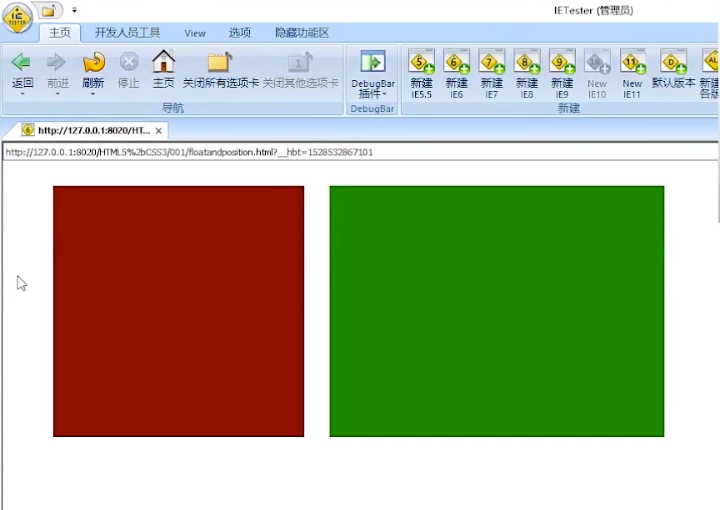 IETester (管理员)
主页 开发人员工具 View 选项 隐藏功能区
返回 前进 刷新 停止 主页 关闭所有选项卡 关闭其他选项卡
导航
DebugBar
插件
DebugBar
新建
IE5.5
新建
IE6
新建
IE7
新建
IE8
新建
IE9
New
IE10
New
IE11
默认版本
新建
各版
新建
http://127.0.0.1:8020/HT...
http://127.0.0.1:8020/HTML5%2bCSS3/001/floatandposition.html?__hbt=1528532867101